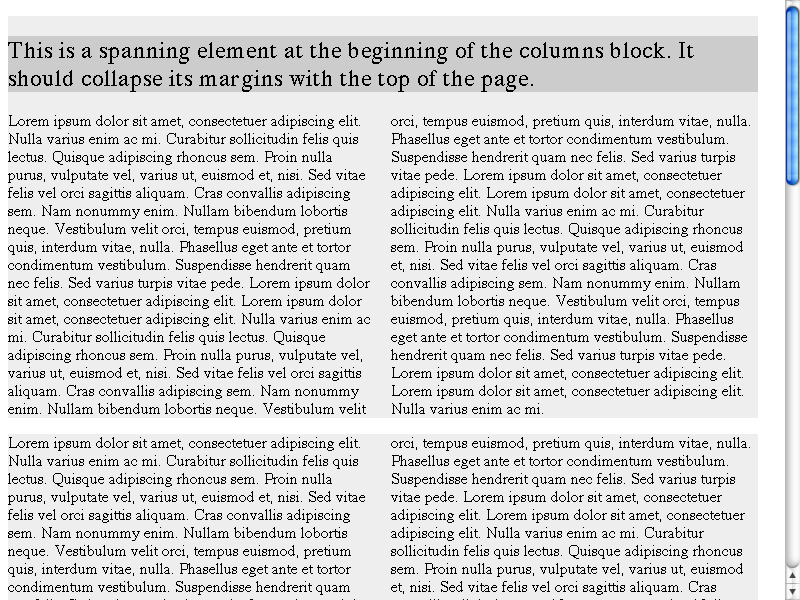 This is a spanning element at the beginning of the columns block. It
should collapse its margins with the top of the page.
Lorem ipsum dolor sit amet, consectetuer adipiscing elit.
Nulla varius enim ac mi. Curabitur sollicitudin felis quis
lectus. Quisque adipiscing rhoncus sem. Proin nulla
purus, vulputate vel, varius ut, euismod et, nisi. Sed vitae
felis vel orci sagittis aliquam. Cras convallis adipiscing
sem. Nam nonummy enim. Nullam bibendum lobortis
neque. Vestibulum velit orci, tempus euismod, pretium
quis, interdum vitae, nulla. Phasellus eget ante et tortor
condimentum vestibulum. Suspendisse hendrerit quam
nec felis. Sed varius turpis vitae pede. Lorem ipsum dolor
sit amet, consectetuer adipiscing elit. Lorem ipsum dolor
sit amet, consectetuer adipiscing elit. Nulla varius enim ac
mi. Curabitur sollicitudin felis quis lectus. Quisque
adipiscing rhoncus sem. Proin nulla purus, vulputate vel,
varius ut, euismod et, nisi. Sed vitae felis vel orci sagittis
aliquam. Cras convallis adipiscing sem. Nam nonummy
enim. Nullam bibendum lobortis neque. Vestibulum velit
orci, tempus euismod, pretium quis, interdum vitae, nulla.
Phasellus eget ante et tortor condimentum vestibulum.
Suspendisse hendrerit quam nec felis. Sed varius turpis
vitae pede. Lorem ipsum dolor sit amet, consectetuer
adipiscing elit. Lorem ipsum dolor sit amet, consectetuer
adipiscing elit. Nulla varius enim ac mi. Curabitur
sollicitudin felis quis lectus. Quisque adipiscing rhoncus
sem. Proin nulla purus, vulputate vel, varius ut, euismod
et, nisi. Sed vitae felis vel orci sagittis aliquam. Cras
convallis adipiscing sem. Nam nonummy enim. Nullam
bibendum lobortis neque. Vestibulum velit orci, tempus
euismod, pretium quis, interdum vitae, nulla. Phasellus
eget ante et tortor condimentum vestibulum. Suspendisse
hendrerit quam nec felis. Sed varius turpis vitae pede.
Lorem ipsum dolor sit amet, consectetuer adipiscing elit.
Lorem ipsum dolor sit amet, consectetuer adipiscing elit.
Nulla varius enim ac mi.
Lorem ipsum dolor sit amet, consectetuer adipiscing elit.
Nulla varius enim ac mi. Curabitur sollicitudin felis quis
lectus. Quisque adipiscing rhoncus sem. Proin nulla
purus, vulputate vel, varius ut, euismod et, nisi. Sed vitae
felis vel orci sagittis aliquam. Cras convallis adipiscing
sem. Nam nonummy enim. Nullam bibendum lobortis
neque. Vestibulum velit orci, tempus euismod, pretium
quis, interdum vitae, nulla. Phasellus eget ante et tortor
condimentum vestibulum. Suspendisse hendrerit quam
orci, tempus euismod, pretium quis, interdum vitae, nulla.
Phasellus eget ante et tortor condimentum vestibulum.
Suspendisse hendrerit quam nec felis. Sed varius turpis
vitae pede. Lorem ipsum dolor sit amet, consectetuer
adipiscing elit. Lorem ipsum dolor sit amet, consectetuer
adipiscing elit. Nulla varius enim ac mi. Curabitur
sollicitudin felis quis lectus. Quisque adipiscing rhoncus
sem. Proin nulla purus, vulputate vel, varius ut, euismod
et, nisi. Sed vitae felis vel orci sagittis aliquam. Cras